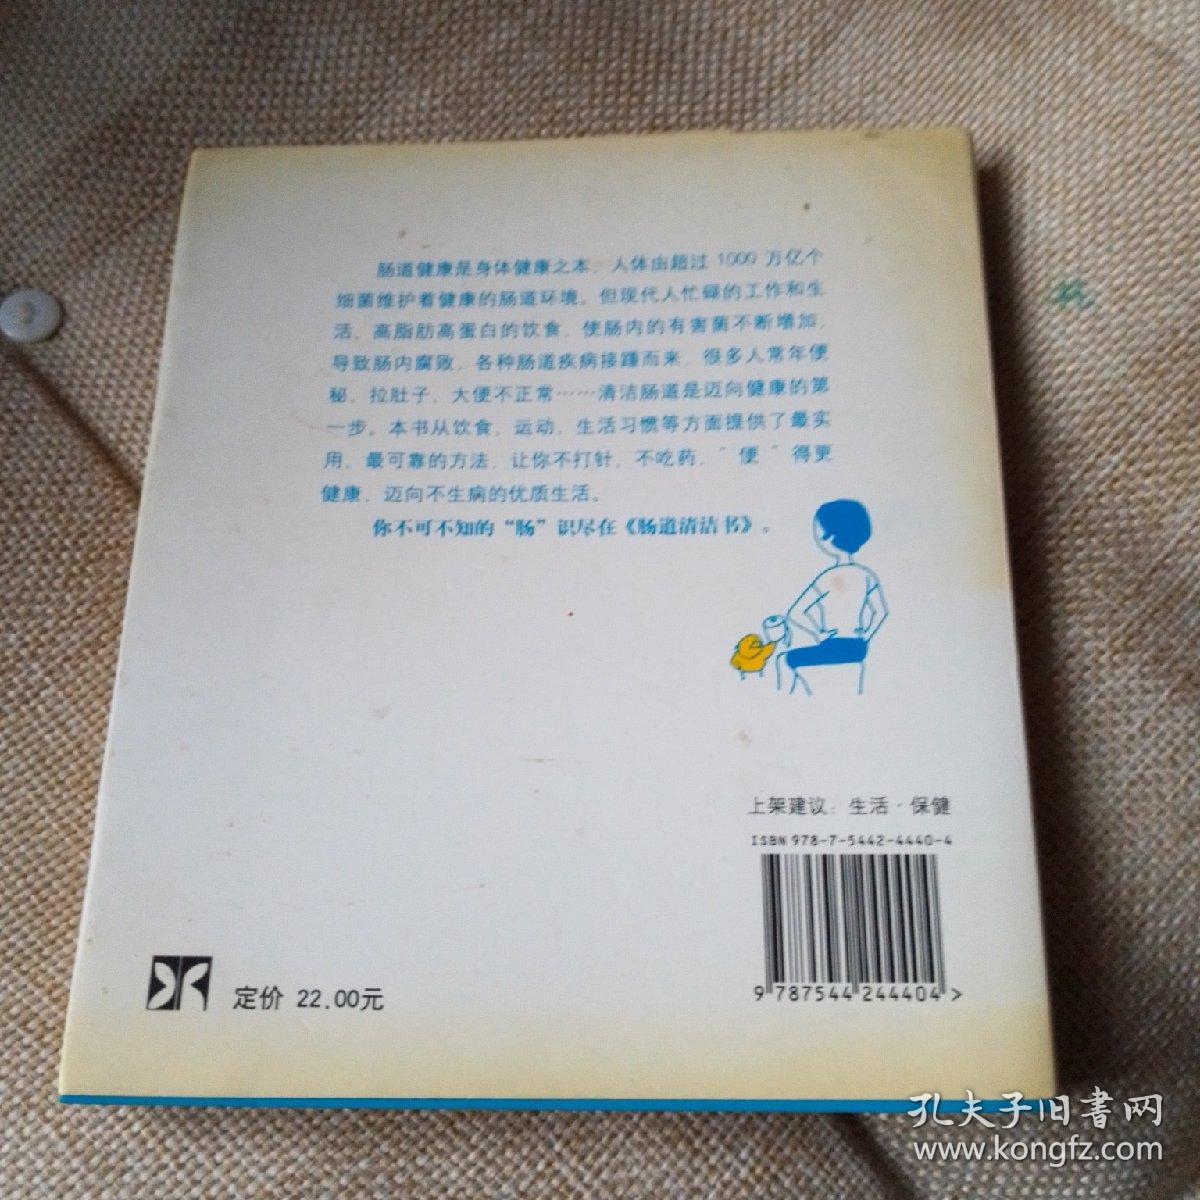 肠道健康是身体健康之本，人体由超过 1000 万亿个
细菌维护着健康的肠道环境。但现代人忙碌的工作和生
活，高脂肪高蛋白的饮食，使肠内的有害菌不断增加，
导致肠内腐败，各种肠道疾病接踵而来，很多人常年便
秘，拉肚子，大便不正常……清洁肠道是迈向健康的第
一步。本书从饮食、运动、生活习惯等方面提供了最实
用、最可靠的方法，让你不打针，不吃药，“便”得更
健康，迈向不生病的优质生活。
你不可不知的“肠”识尽在《肠道清洁书》。
上架建议：生活·保健
ISBN 978-7-5442-4440-4
9 787544 244404 >
定价 22.00元
孔夫子旧書网
www.kongfz.com